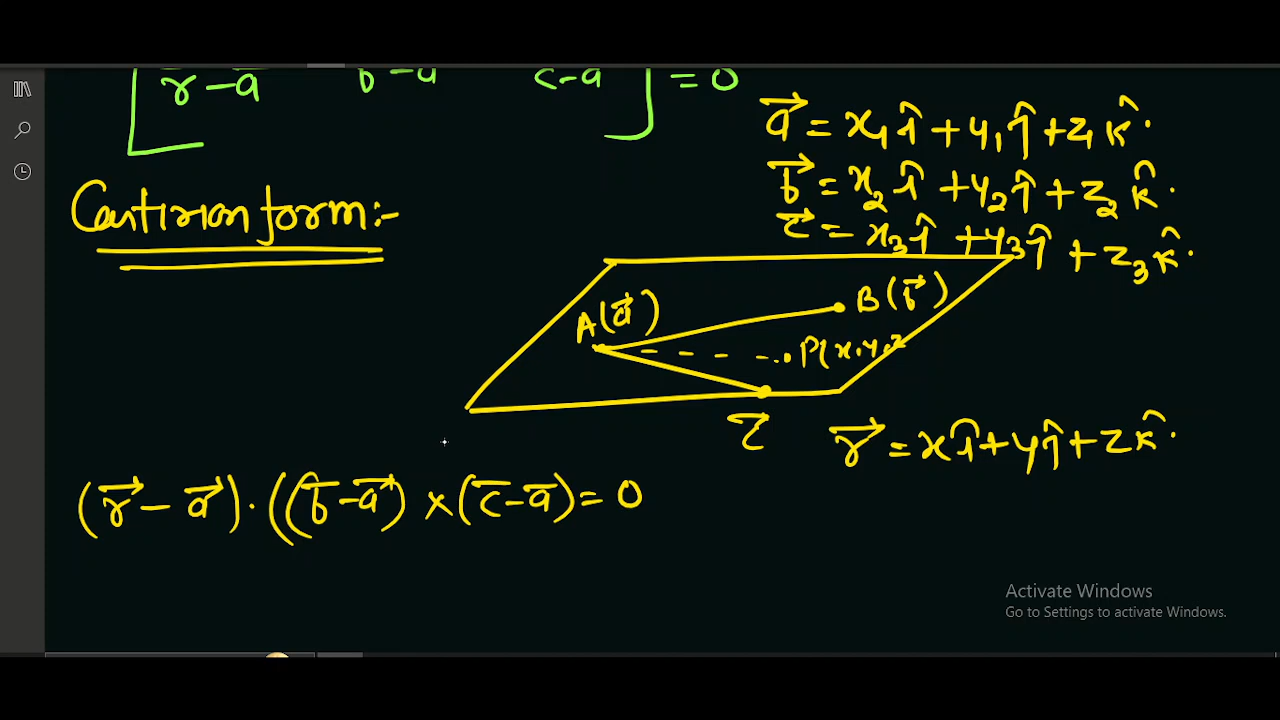 [r⃗−a⃗ b−a c−a] = 0
a⃗ = x₁î + y₁ĵ + z₁k̂.
b⃗ = x₂î + y₂ĵ + z₂k̂.
c⃗ = x₃î + y₃ĵ + z₃k̂.
Cartirion form:-
A(a⃗)
B(b⃗)
P(x,y,z
c⃗
r⃗ = xî + yĵ + zk̂.
(r⃗ − a⃗)·((b̅−a⃗) × (c̅−a̅) = 0
Activate Windows
Go to Settings to activate Windows.